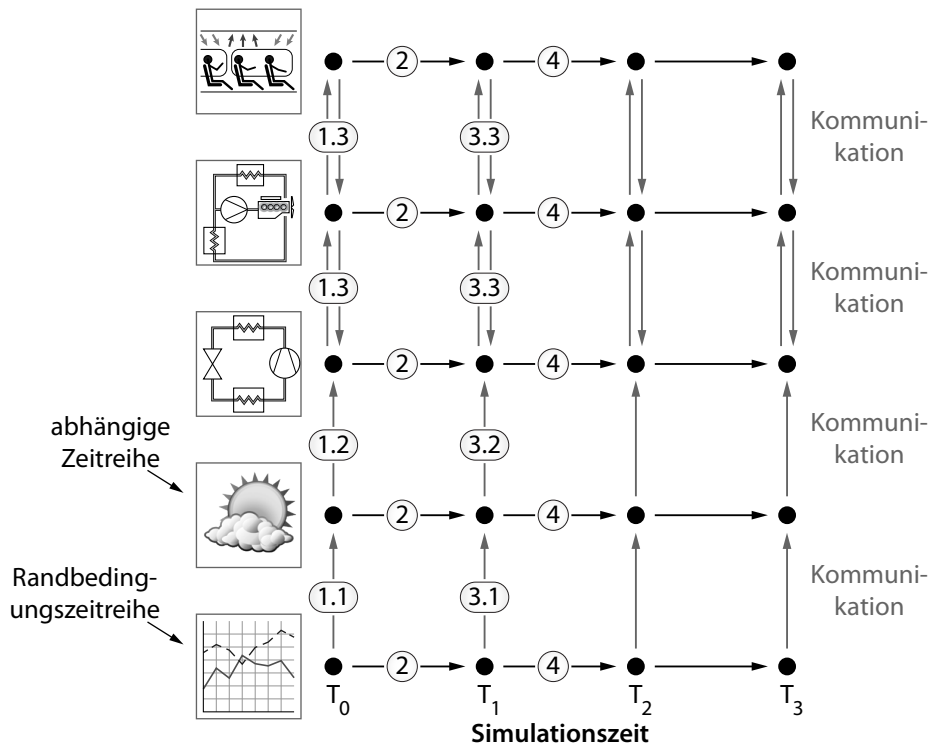 2
4
1.3
3.3
Kommuni-
kation
2
4
1.3
3.3
Kommuni-
kation
2
4
abhängige
Zeitreihe
1.2
3.2
Kommuni-
kation
2
4
Randbeding-
ungszeitreihe
1.1
3.1
Kommuni-
kation
2
4
T0 T1 T2 T3
Simulationszeit